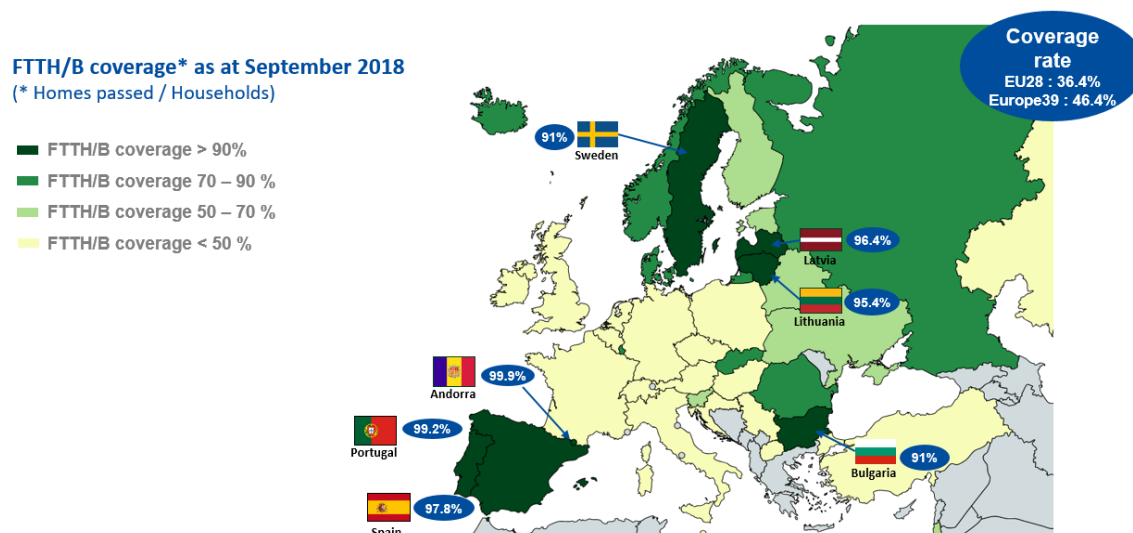 FTTH/B coverage* as at September 2018
(* Homes passed / Households)
FTTH/B coverage > 90%
FTTH/B coverage 70 – 90 %
FTTH/B coverage 50 – 70 %
FTTH/B coverage < 50 %
Coverage
rate
EU28 : 36.4%
Europe39 : 46.4%
91%
Sweden
96.4%
Latvia
95.4%
Lithuania
99.9%
Andorra
99.2%
Portugal
91%
Bulgaria
97.8%
Spain